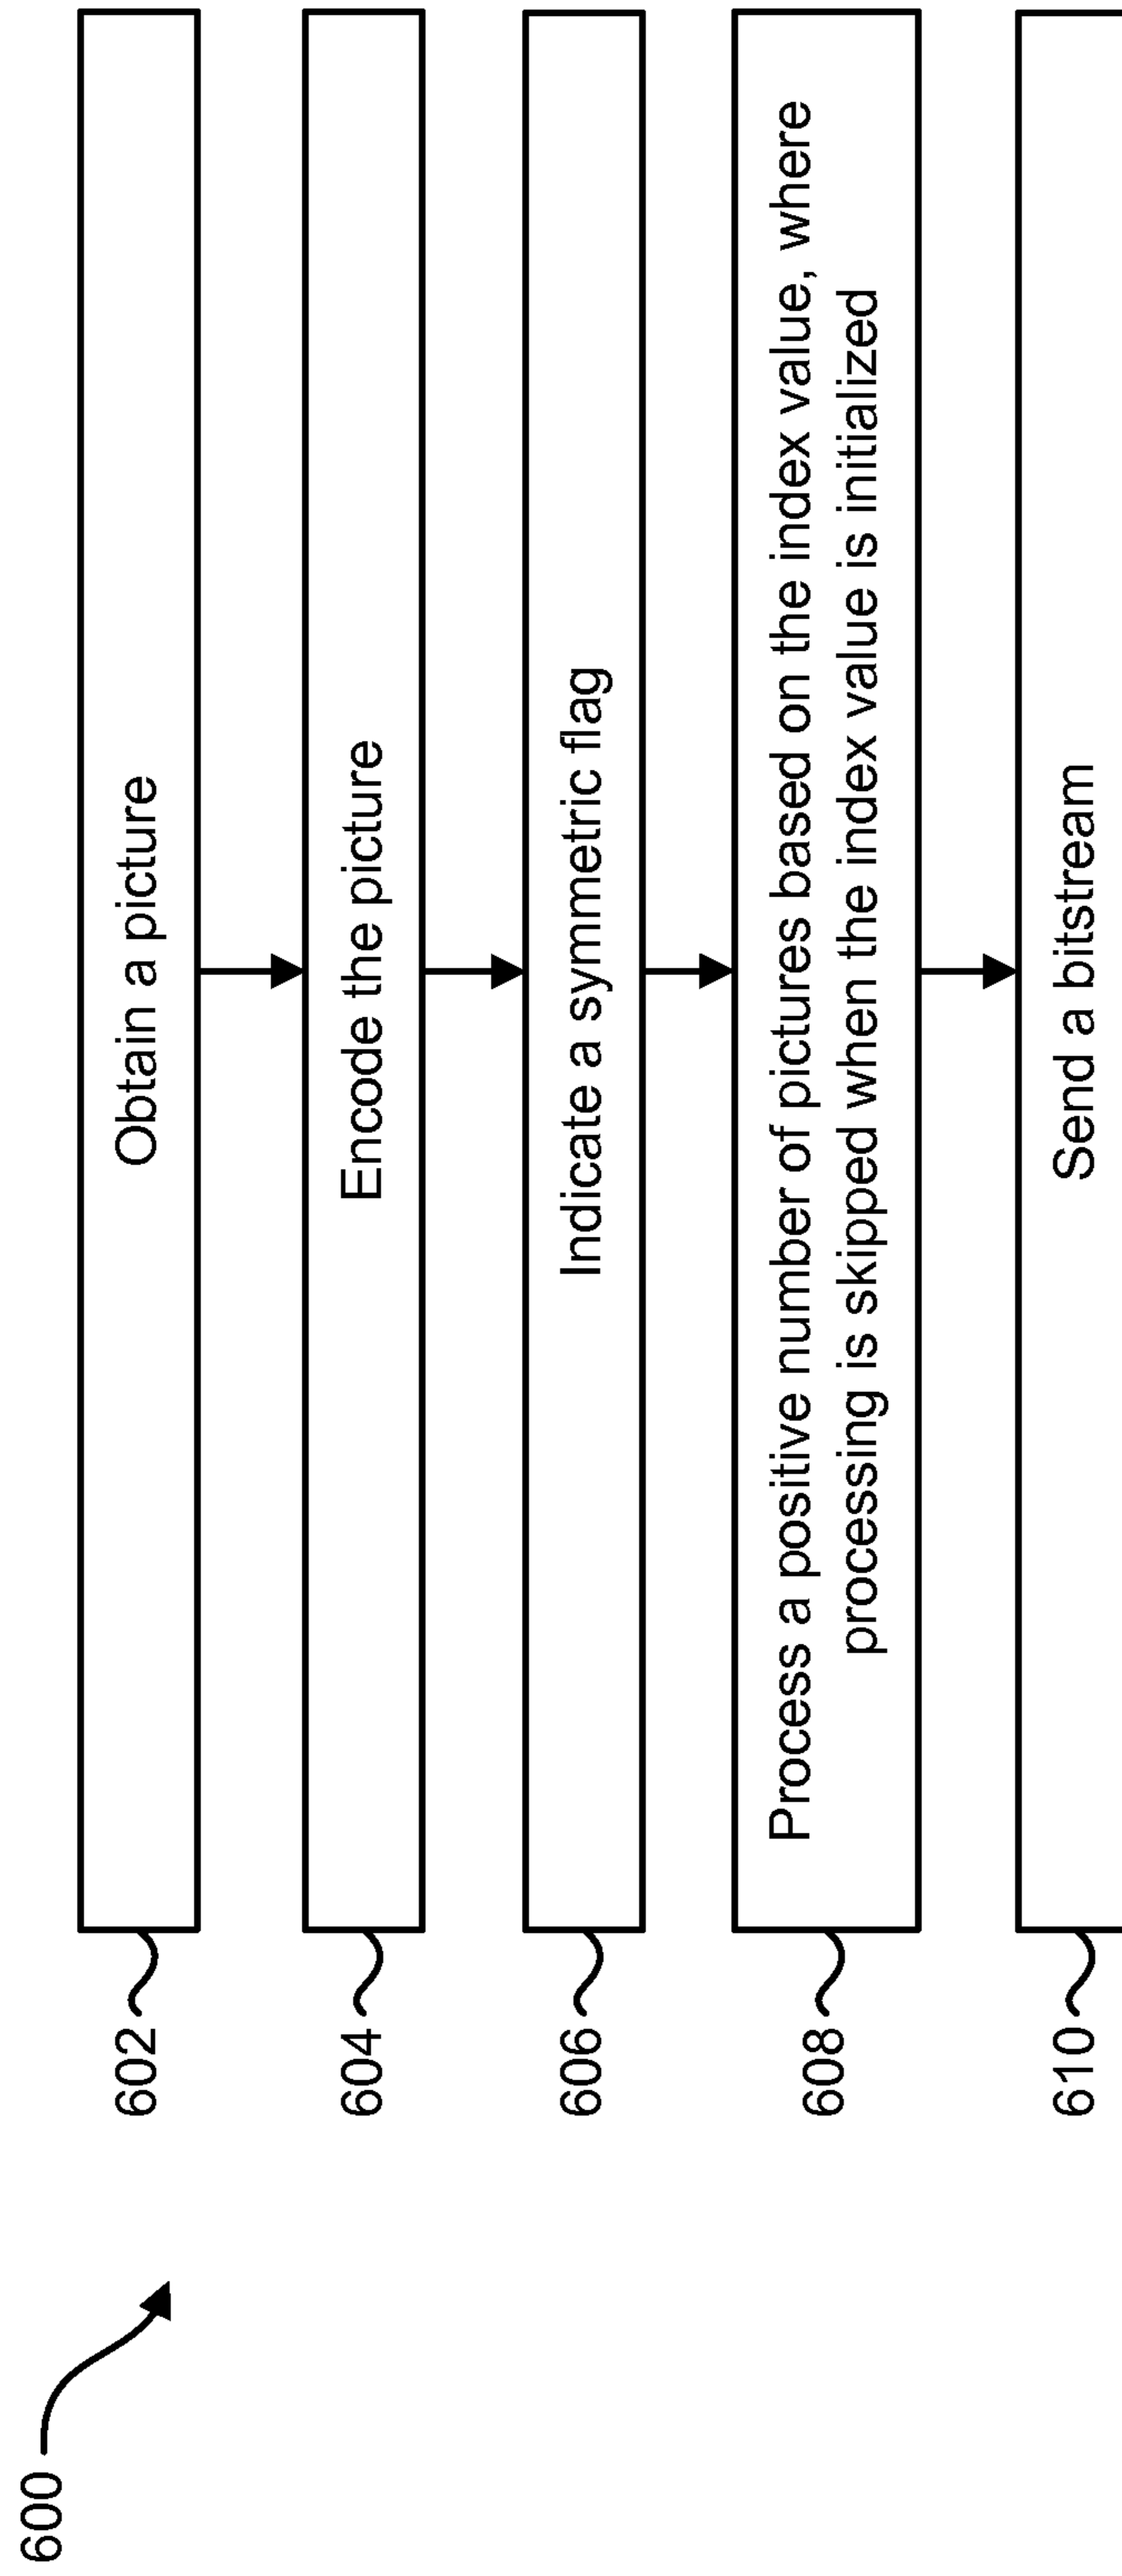 600
602
Obtain a picture
604
Encode the picture
606
Indicate a symmetric flag
608
Process a positive number of pictures based on the index value, where
processing is skipped when the index value is initialized
610
Send a bitstream